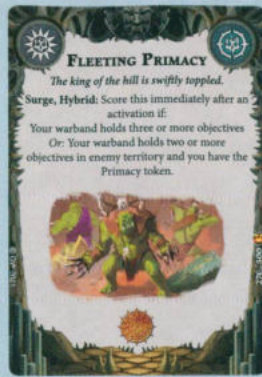 FLEETING PRIMACY
The king of the hill is swiftly toppled.
Surge, Hybrid: Score this immediately after an
activation if:
Your warband holds three or more objectives
Or: Your warband holds two or more
objectives in enemy territory and you have the
Primacy token.